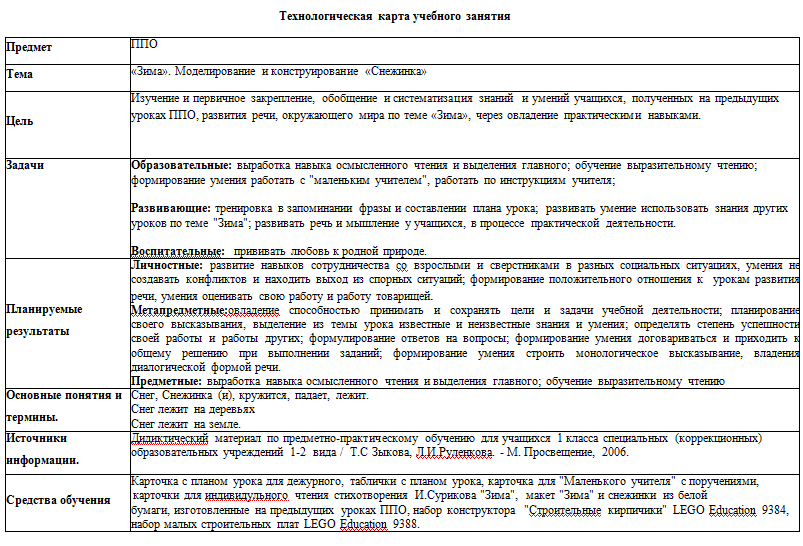 Технологическая карта учебного занятия
Предмет
ППО
Тема
«Зима». Моделирование и конструирование «Снежинка»
Цель
Изучение и первичное закрепление, обобщение и систематизация знаний и умений учащихся, полученных на предыдущих
уроках ППО, развития речи, окружающего мира по теме «Зима», через овладение практическими навыками.
Задачи
Образовательные: выработка навыка осмысленного чтения и выделения главного; обучение выразительному чтению;
формирование умения работать с "маленьким учителем", работать по инструкциям учителя;
Развивающие: тренировка в запоминании фразы и составлении плана урока; развивать умение использовать знания других
уроков по теме "Зима"; развивать речь и мышление у учащихся, в процессе практической деятельности.
Воспитательные: прививать любовь к родной природе.
Планируемые
результаты
Личностные: развитие навыков сотрудничества со взрослыми и сверстниками в разных социальных ситуациях, умения не
создавать конфликтов и находить выход из спорных ситуаций; формирование положительного отношения к урокам развития
речи, умения оценивать свою работу и работу товарищей.
Метапредметные:овладение способностью принимать и сохранять цели и задачи учебной деятельности; планирование
своего высказывания, выделение из темы урока известные и неизвестные знания и умения; определять степень успешности
своей работы и работы других; формулирование ответов на вопросы; формирование умения договариваться и приходить к
общему решению при выполнении заданий; формирование умения строить монологическое высказывание, владения
диалогической формой речи.
Предметные: выработка навыка осмысленного чтения и выделения главного; обучение выразительному чтению
Основные понятия и
термины.
Снег, Снежинка (и), кружится, падает, лежит.
Снег лежит на деревьях
Снег лежит на земле.
Источники
информации.
Дидиктический материал по предметно-практическому обучению для учащихся 1 класса специальных (коррекционных)
образовательных учреждений 1-2 вида / Т.С Зыкова, Л.И.Руленкова. - М. Просвещение, 2006.
Средства обучения
Карточка с планом урока для дежурного, таблички с планом урока, карточка для "Маленького учителя" с поручениями,
карточки для индивидульного чтения стихотворения И.Сурикова "Зима", макет "Зима" и снежинки из белой
бумаги, изготовленные на предыдущих уроках ППО, набор конструктора "Строительные кирпичики" LEGO Education 9384,
набор малых строительных плат LEGO Education 9388.